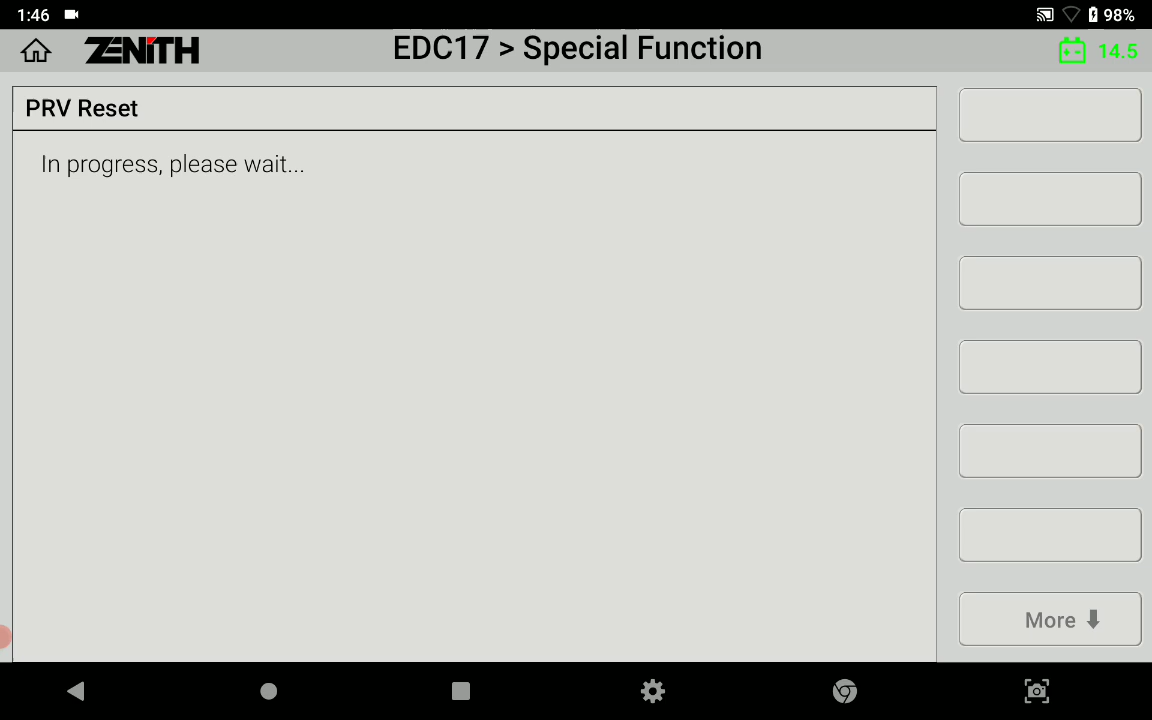 1:46
98%
ZENITH
EDC17 > Special Function
14.5
PRV Reset
In progress, please wait...
More